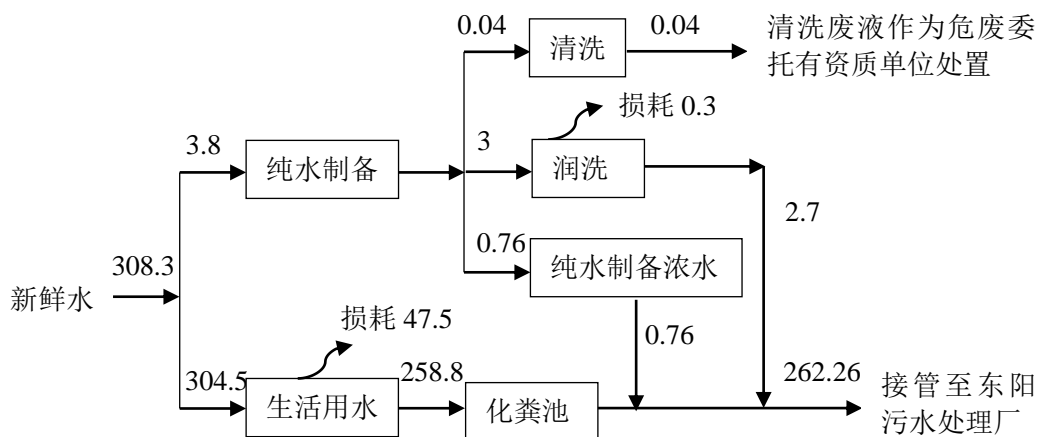 0.04
清洗
0.04
清洗废液作为危废委
托有资质单位处置
损耗 0.3
3.8
纯水制备
3
润洗
2.7
0.76
纯水制备浓水
308.3
新鲜水
损耗 47.5
0.76
304.5
生活用水
258.8
化粪池
262.26
接管至东阳
污水处理厂